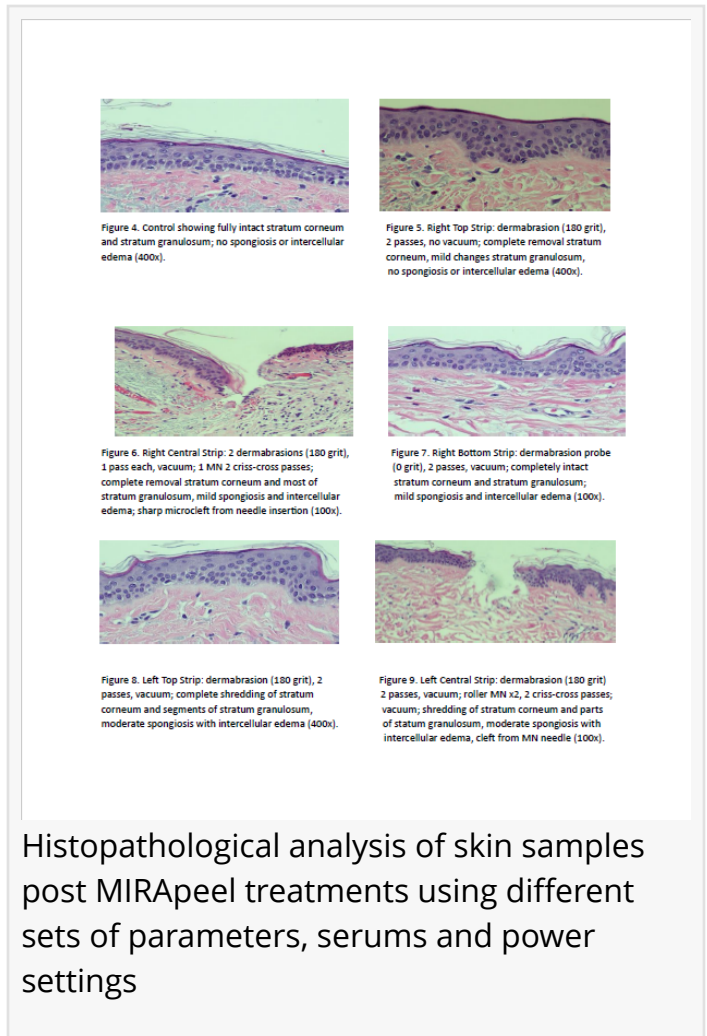 Figure 4. Control showing fully intact stratum corneum
and stratum granulosum; no spongiosis or intercellular
edema (400x).
Figure 5. Right Top Strip: dermabrasion (180 grit),
2 passes, no vacuum; complete removal stratum
corneum, mild changes stratum granulosum,
no spongiosis or intercellular edema (400x).
Figure 6. Right Central Strip: 2 dermabrasions (180 grit),
1 pass each, vacuum; 1 MN 2 criss-cross passes;
complete removal stratum corneum and most of
stratum granulosum, mild spongiosis and intercellular
edema; sharp microcleft from needle insertion (100x).
Figure 7. Right Bottom Strip: dermabrasion probe
(0 grit), 2 passes, vacuum; completely intact
stratum corneum and stratum granulosum;
mild spongiosis and intercellular edema (100x).
Figure 8. Left Top Strip: dermabrasion (180 grit), 2
passes, vacuum; complete shredding of stratum
corneum and segments of stratum granulosum,
moderate spongiosis with intercellular edema (400x).
Figure 9. Left Central Strip: dermabrasion (180 grit)
2 passes, vacuum; roller MN x2, 2 criss-cross passes;
vacuum; shredding of stratum corneum and parts
of statum granulosum, moderate spongiosis with
intercellular edema, cleft from MN needle (100x).
Histopathological analysis of skin samples
post MIRApeel treatments using different
sets of parameters, serums and power
settings